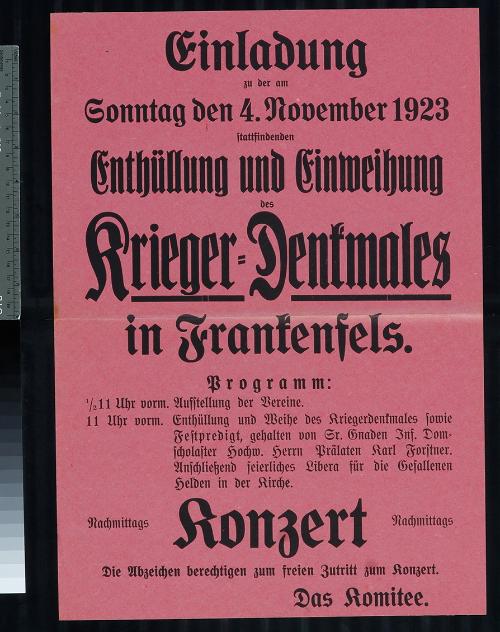 Einladung
zu der am
Sonntag den 4. November 1923
stattfindenden
Enthüllung und Einweihung
des
Krieger-Denkmales
in Frankenfels.
Programm:
1/2 11 Uhr vorm. Aufstellung der Vereine.
11 Uhr vorm. Enthüllung und Weihe des Kriegerdenkmales sowie
Festpredigt, gehalten von Sr. Gnaden Inf. Dom-
scholaster Hochw. Herrn Prälaten Karl Forstner.
Anschließend feierliches Libera für die Gefallenen
Helden in der Kirche.
Nachmittags Konzert Nachmittags
Die Abzeichen berechtigen zum freien Zutritt zum Konzert.
Das Komitee.